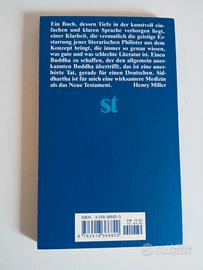 Ein Buch, dessen Tiefe in der kunstvoll ein-
fachen und klaren Sprache verborgen liegt,
einer Klarheit, die vermutlich die geistige Er-
starrung jener literarischen Philister aus dem
Konzept bringt, die immer so genau wissen,
was gute und was schlechte Literatur ist. Einen
Buddha zu schaffen, der den allgemein aner-
kannten Buddha übertrifft, das ist eine uner-
hörte Tat, gerade für einen Deutschen. Sid-
dhartha ist für mich eine wirksamere Medizin
als das Neue Testament. Henry Miller
st